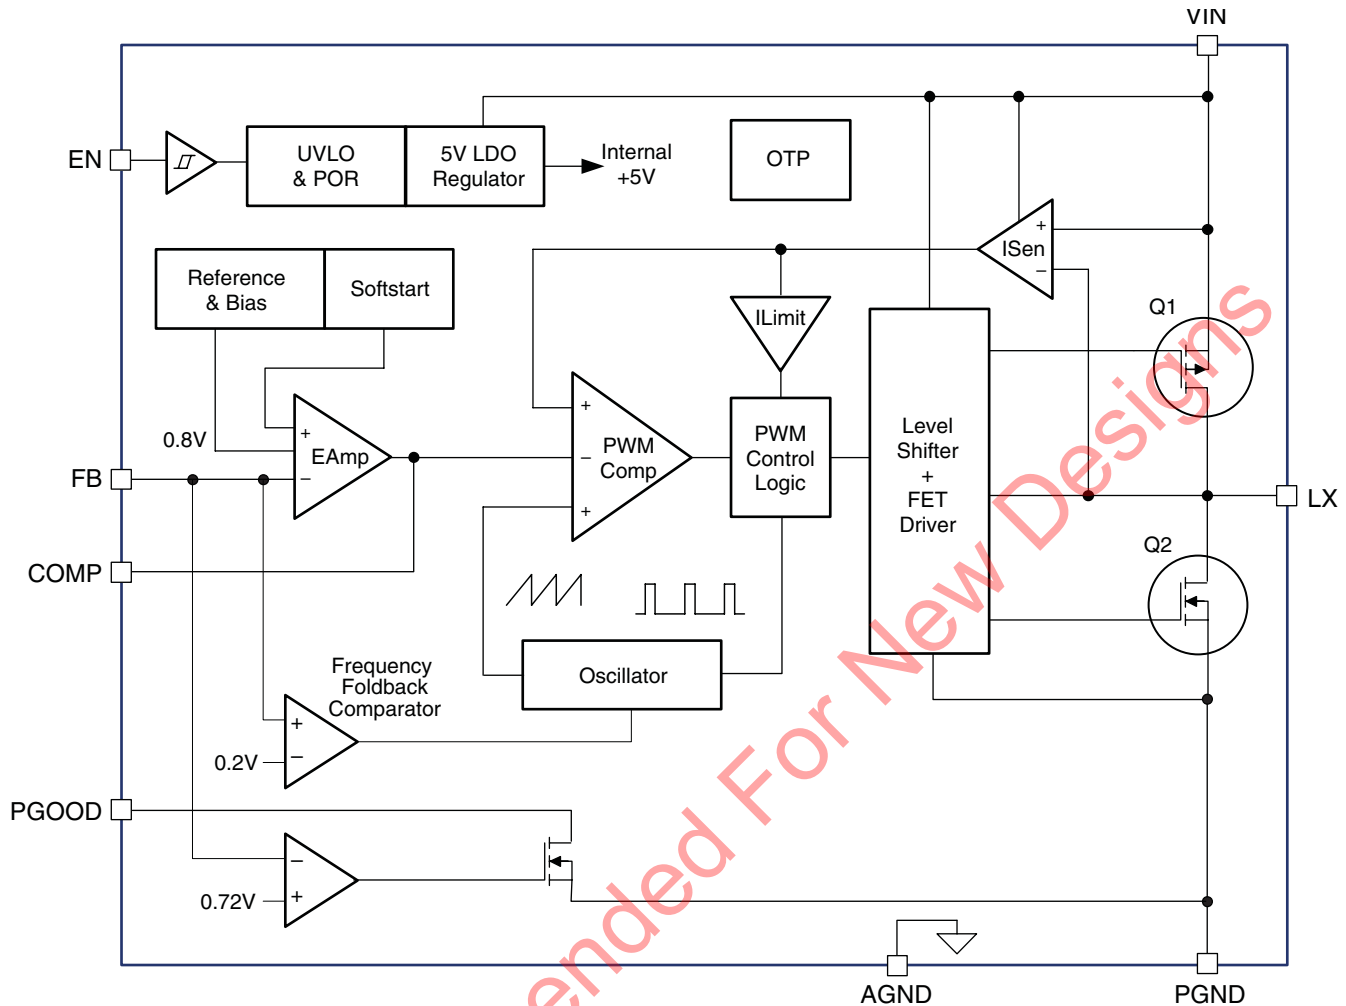 VIN
EN
UVLO
& POR
5V LDO
Regulator
Internal
+5V
OTP
Reference
& Bias
Softstart
+
ISen
−
ILimit
Q1
0.8V
+
EAmp
−
+
PWM
Comp
−
+
PWM
Control
Logic
Level
Shifter
+
FET
Driver
FB
LX
COMP
Q2
Frequency
Foldback
Comparator
Oscillator
+
−
0.2V
PGOOD
−
+
0.72V
AGND
PGND
ended For New Designs